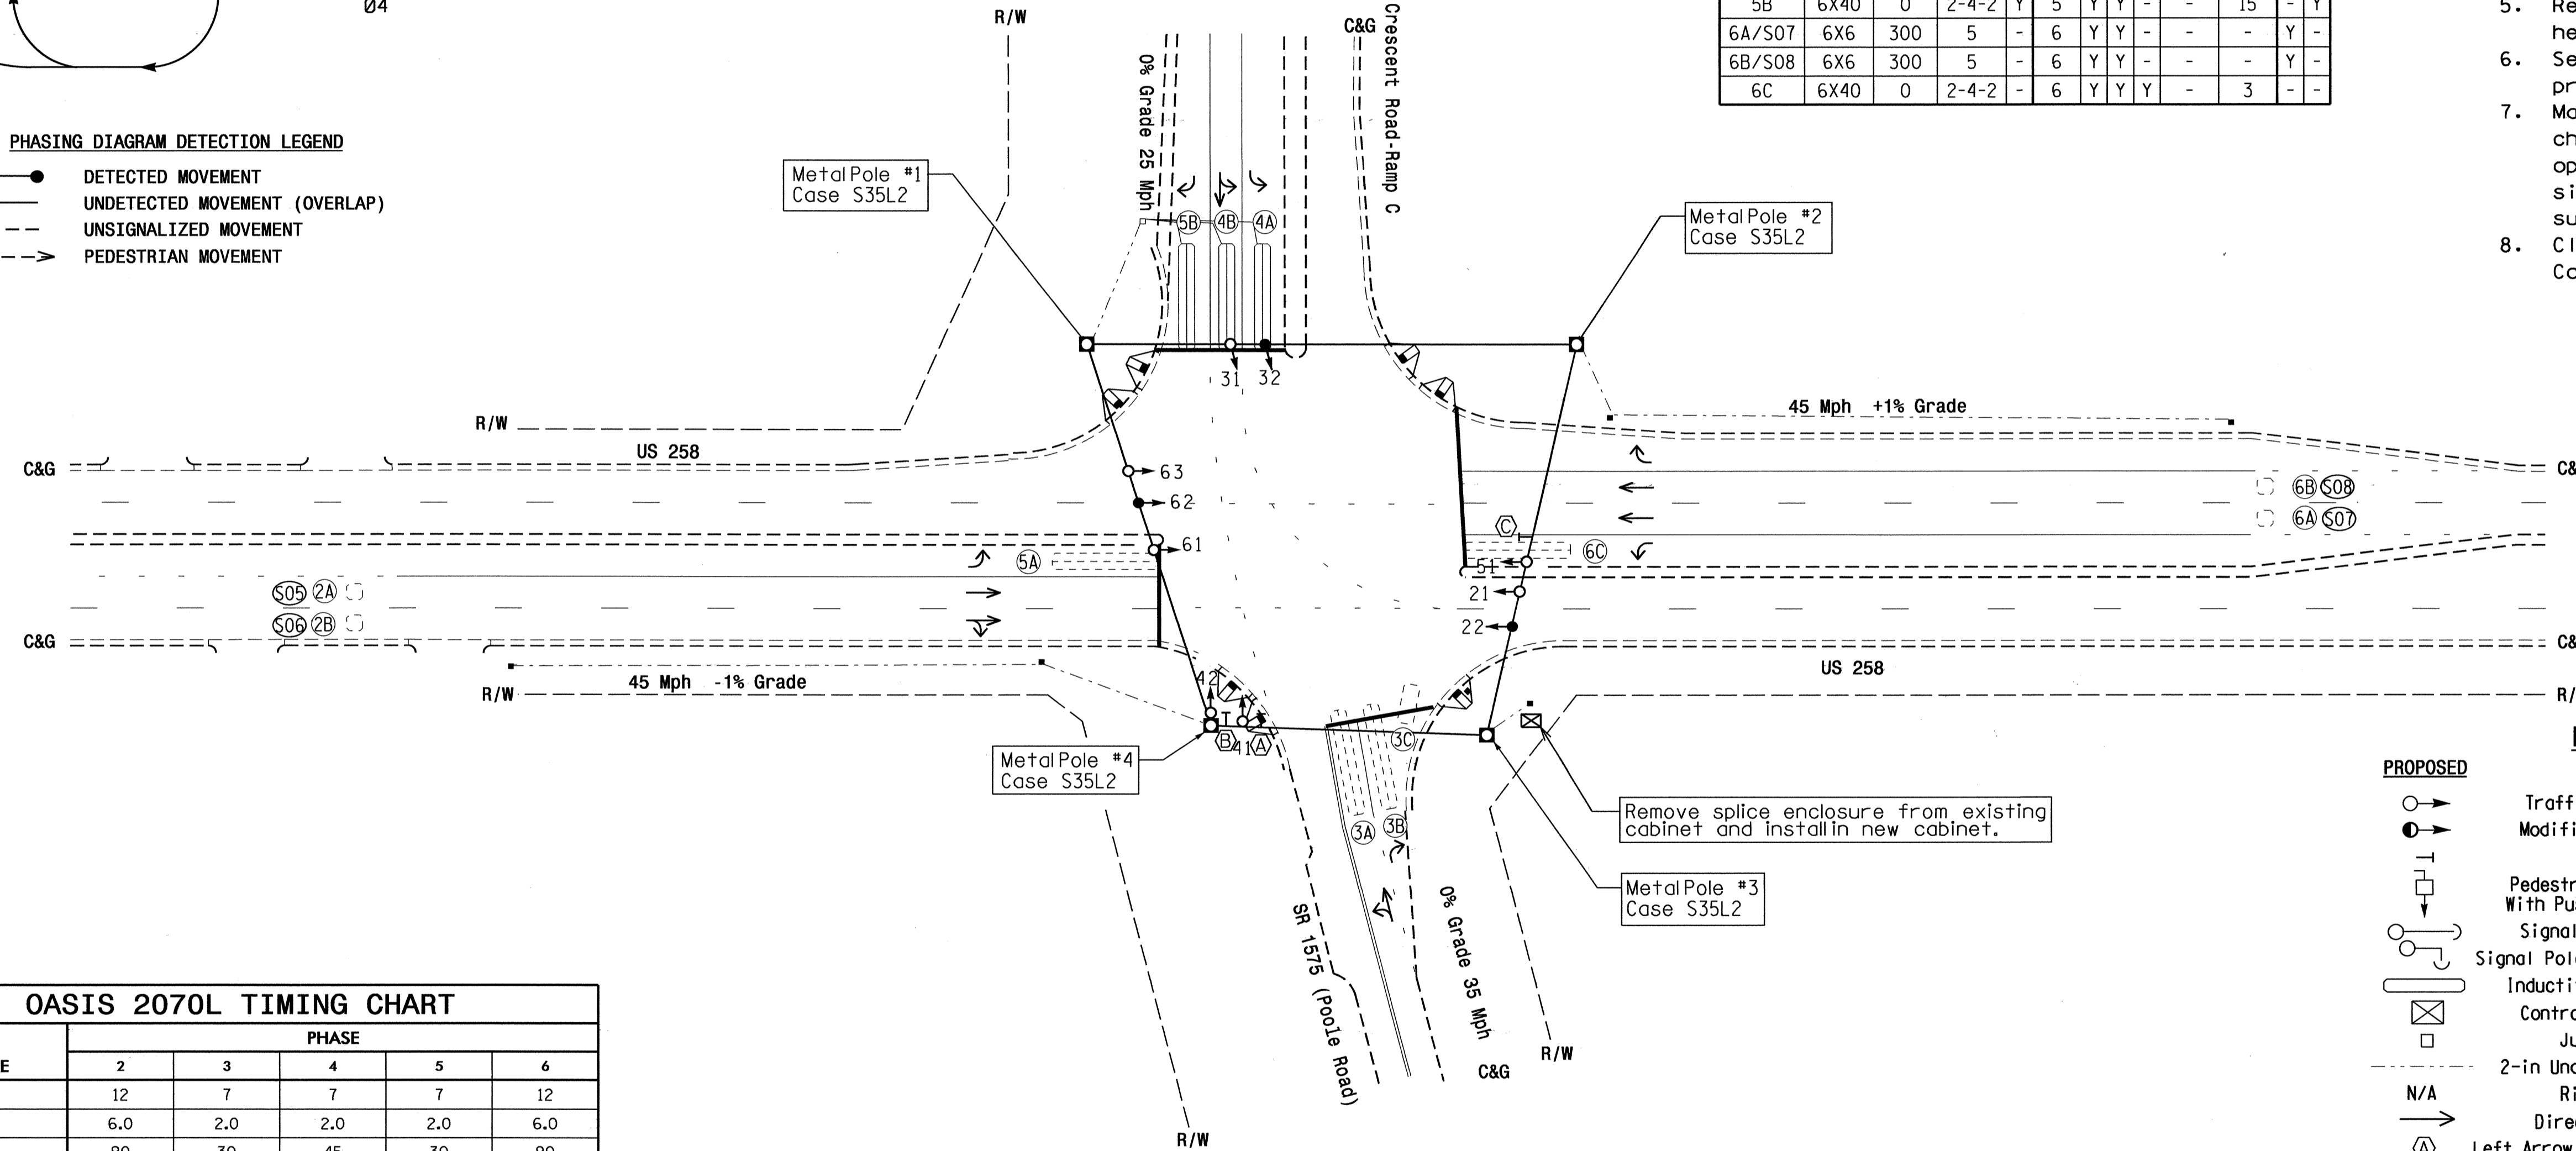 Ø4
PHASING DIAGRAM DETECTION LEGEND
DETECTED MOVEMENT
UNDETECTED MOVEMENT (OVERLAP)
UNSIGNALIZED MOVEMENT
PEDESTRIAN MOVEMENT
R/W
C&G
Crescent Road-Ramp C
0% Grade 25 Mph
5B 6X40 0 2-4-2 Y 5 Y Y - - 15 - Y
6A/S07 6X6 300 5 - 6 Y Y - - - Y -
6B/S08 6X6 300 5 - 6 Y Y - - - Y -
6C 6X40 0 2-4-2 - 6 Y Y Y - 3 - -
5.
6.
7.
8.
Metal Pole #1
Case S35L2
Metal Pole #2
Case S35L2
5B 4B 4A
31 32
R/W
US 258
C&G
45 Mph +1% Grade
63
62
61
6B S08
6A S07
C
6C
5A
51
S05 2A
21
S06 2B
22
C&G
US 258
45 Mph -1% Grade
R/W
42
B 41 A
3C
Metal Pole #4
Case S35L2
3A 3B
Remove splice enclosure from existing
cabinet and install in new cabinet.
Metal Pole #3
Case S35L2
SR 1575 (Poole Road)
0% Grade 35 Mph
R/W
C&G
R/W
PROPOSED
Signal
Signal Pole
2-in
N/A
A Left Arrow
OASIS 2070L TIMING CHART
PHASE
2 3 4 5 6
12 7 7 7 12
6.0 2.0 2.0 2.0 6.0